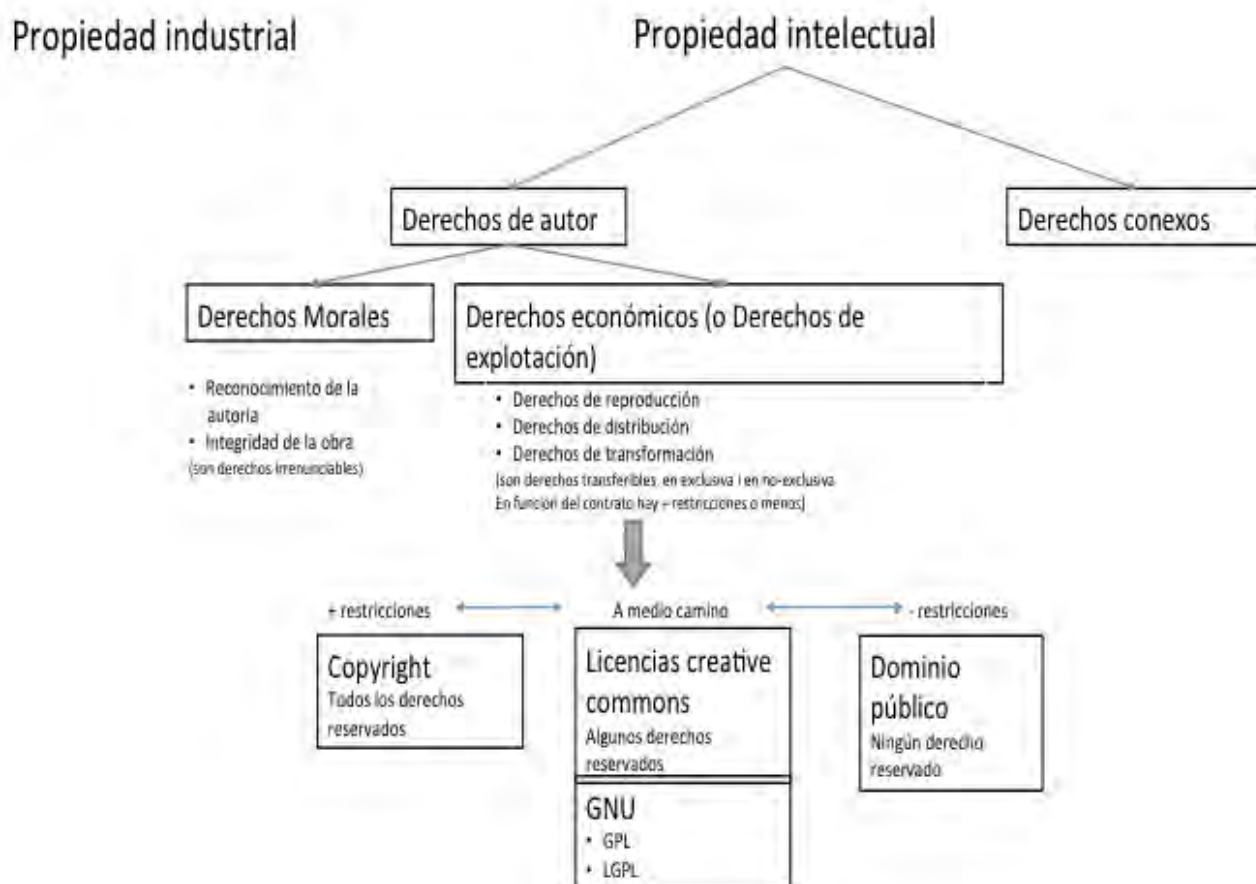 Propiedad industrial
Propiedad intelectual
Derechos de autor
Derechos conexos
Derechos Morales
• Reconocimiento de la
autoria
• Integridad de la obra
(son derechos irrenunciables)
Derechos económicos (o Derechos de
explotación)
• Derechos de reproducción
• Derechos de distribución
• Derechos de transformación
(son derechos transferibles, en exclusiva i en no-exclusiva
En función del contrato hay + restricciones o menos)
+ restricciones
A medio camino
- restricciones
Copyright
Todos los derechos
reservados
Licencias creative
commons
Algunos derechos
reservados
Dominio
público
Ningún derecho
reservado
GNU
• GPL
• LGPL